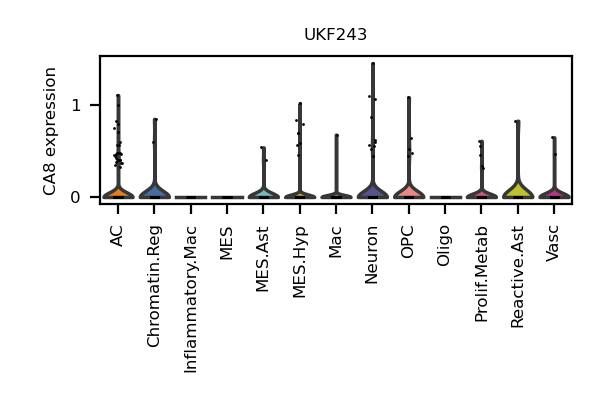 UKF243
CA8 expression
1
0
AC
Chromatin.Reg
Inflammatory.Mac
MES
MES.Ast
MES.Hyp
Mac
Neuron
OPC
Oligo
Prolif.Metab
Reactive.Ast
Vasc